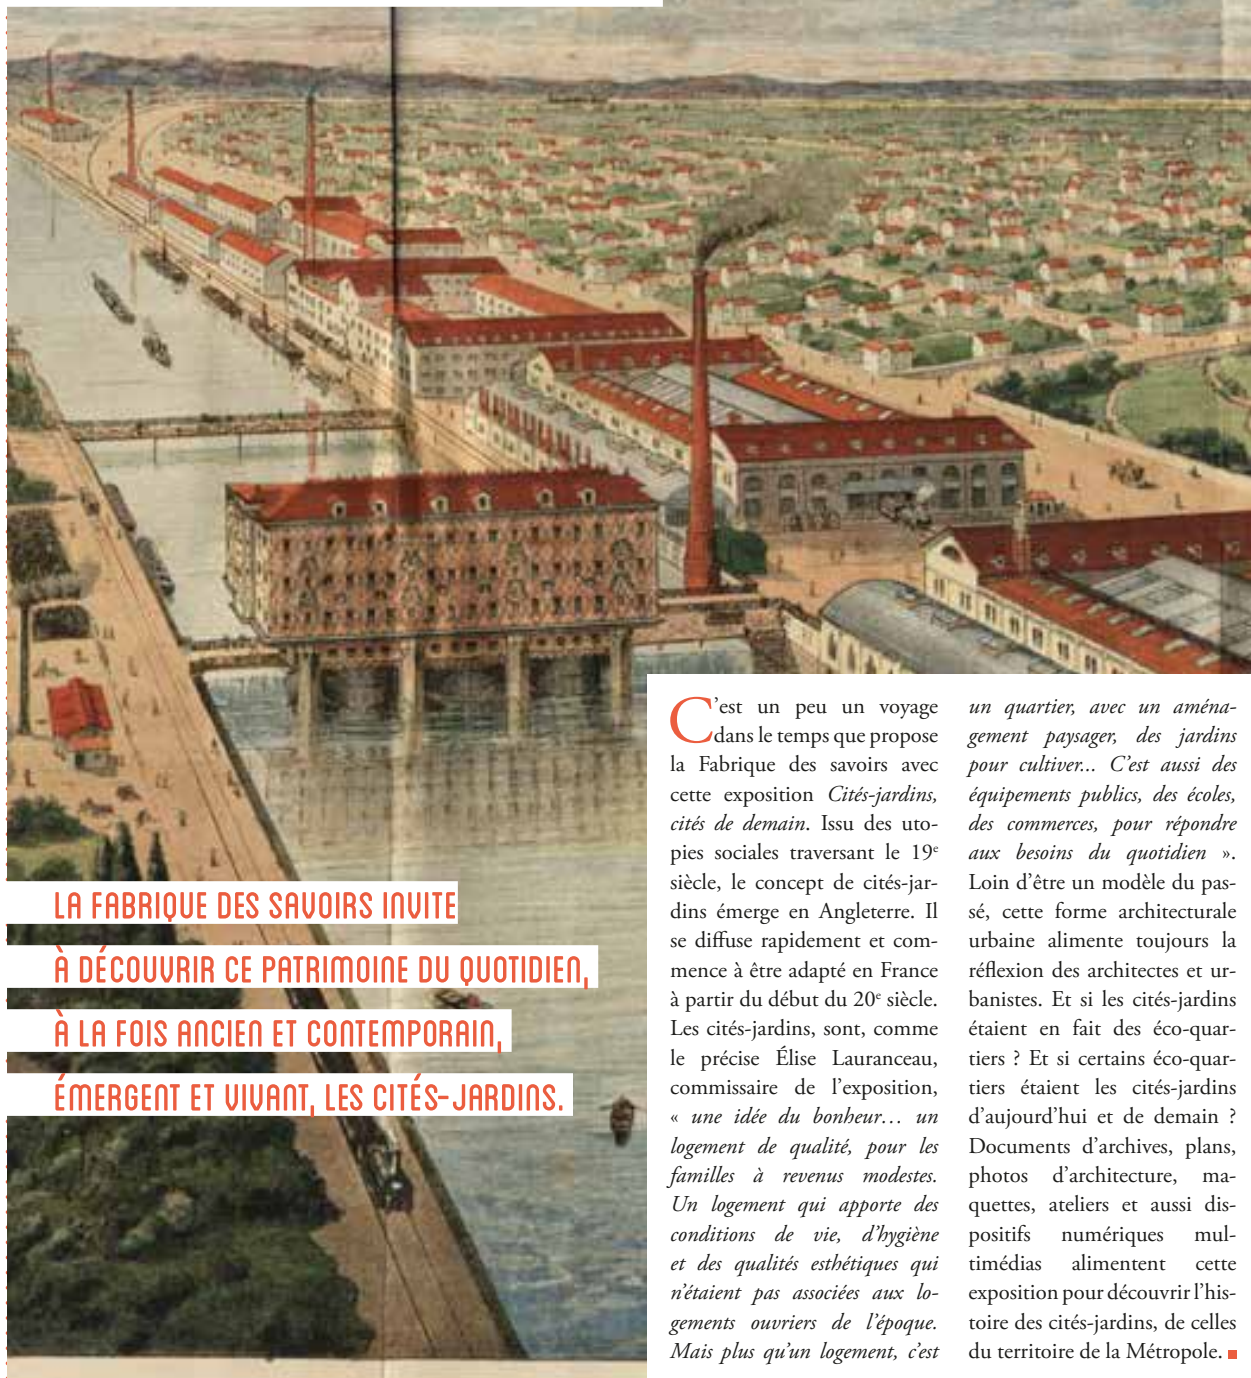 LA FABRIQUE DES SAVOIRS INVITE
À DÉCOUVRIR CE PATRIMOINE DU QUOTIDIEN,
À LA FOIS ANCIEN ET CONTEMPORAIN,
ÉMERGENT ET VIVANT, LES CITÉS-JARDINS.
C'est un peu un voyage
dans le temps que propose
la Fabrique des savoirs avec
cette exposition Cités-jardins,
cités de demain. Issu des uto-
pies sociales traversant le 19e
siècle, le concept de cités-jar-
dins émerge en Angleterre. Il
se diffuse rapidement et com-
mence à être adapté en France
à partir du début du 20e siècle.
Les cités-jardins, sont, comme
le précise Élise Lauranceau,
commissaire de l'exposition,
« une idée du bonheur… un
logement de qualité, pour les
familles à revenus modestes.
Un logement qui apporte des
conditions de vie, d'hygiène
et des qualités esthétiques qui
n'étaient pas associées aux lo-
gements ouvriers de l'époque.
Mais plus qu'un logement, c'est
un quartier, avec un aména-
gement paysager, des jardins
pour cultiver... C'est aussi des
équipements publics, des écoles,
des commerces, pour répondre
aux besoins du quotidien ».
Loin d'être un modèle du pas-
sé, cette forme architecturale
urbaine alimente toujours la
réflexion des architectes et ur-
banistes. Et si les cités-jardins
étaient en fait des éco-quar-
tiers ? Et si certains éco-quar-
tiers étaient les cités-jardins
d'aujourd'hui et de demain ?
Documents d'archives, plans,
photos d'architecture, ma-
quettes, ateliers et aussi dis-
positifs numériques mul-
timédias alimentent cette
exposition pour découvrir l'his-
toire des cités-jardins, de celles
du territoire de la Métropole.